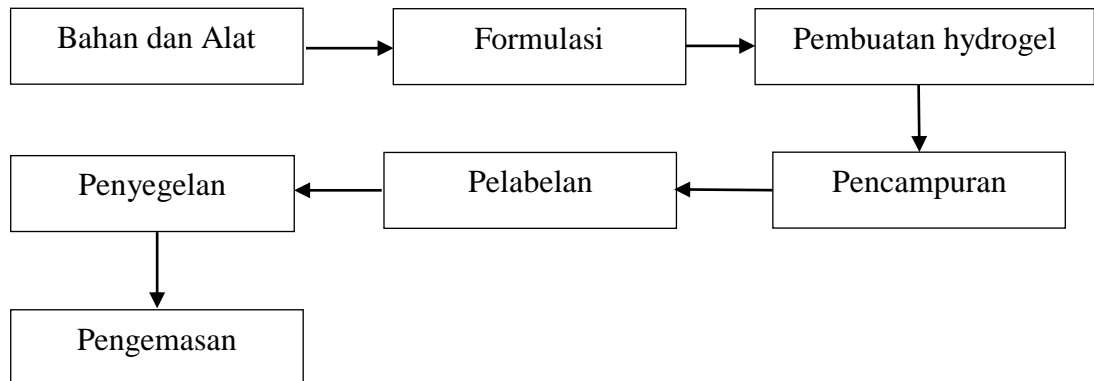 Bahan dan Alat
Formulasi
Pembuatan hydrogel
Pencampuran
Pelabelan
Penyegelan
Pengemasan